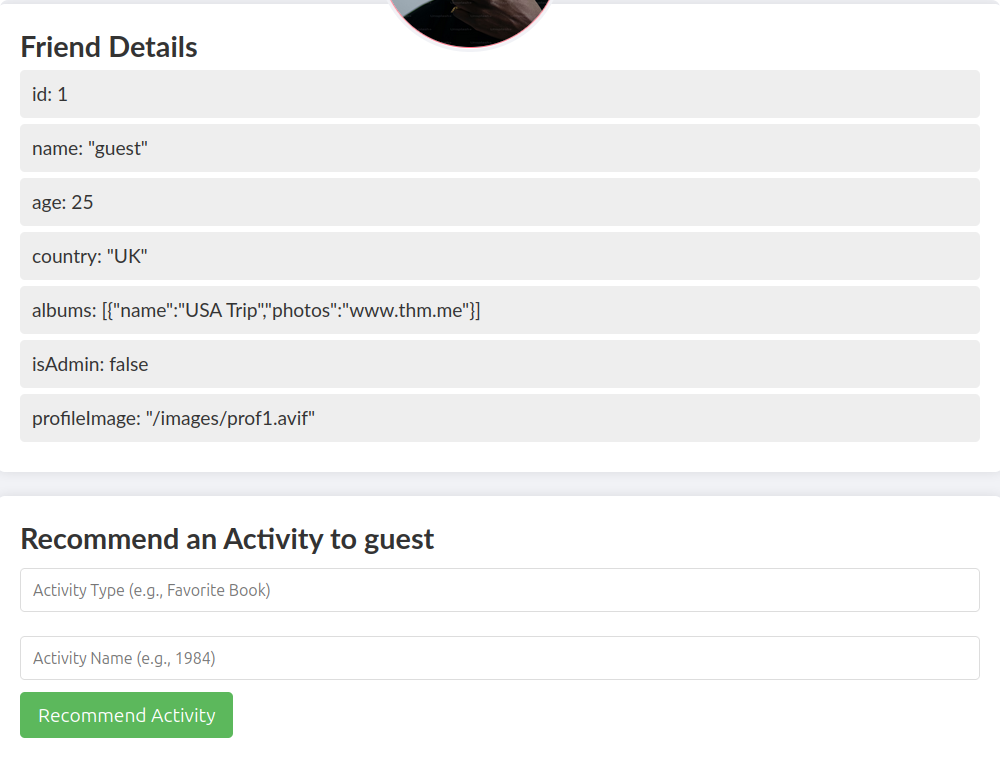 Friend Details
id: 1
name: "guest"
age: 25
country: "UK"
albums: [{"name":"USA Trip","photos":"www.thm.me"}]
isAdmin: false
profileImage: "/images/prof1.avif"
Recommend an Activity to guest
Activity Type (e.g., Favorite Book)
Activity Name (e.g., 1984)
Recommend Activity